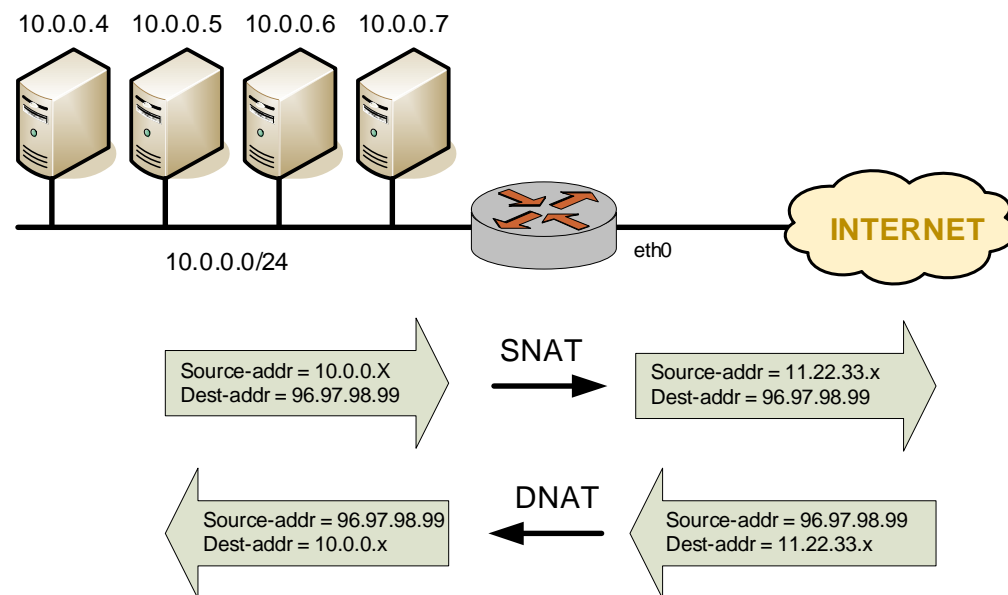 10.0.0.4
10.0.0.5
10.0.0.6
10.0.0.7
INTERNET
eth0
10.0.0.0/24
SNAT
Source-addr = 10.0.0.X
Dest-addr = 96.97.98.99
Source-addr = 11.22.33.x
Dest-addr = 96.97.98.99
DNAT
Source-addr = 96.97.98.99
Dest-addr = 10.0.0.x
Source-addr = 96.97.98.99
Dest-addr = 11.22.33.x